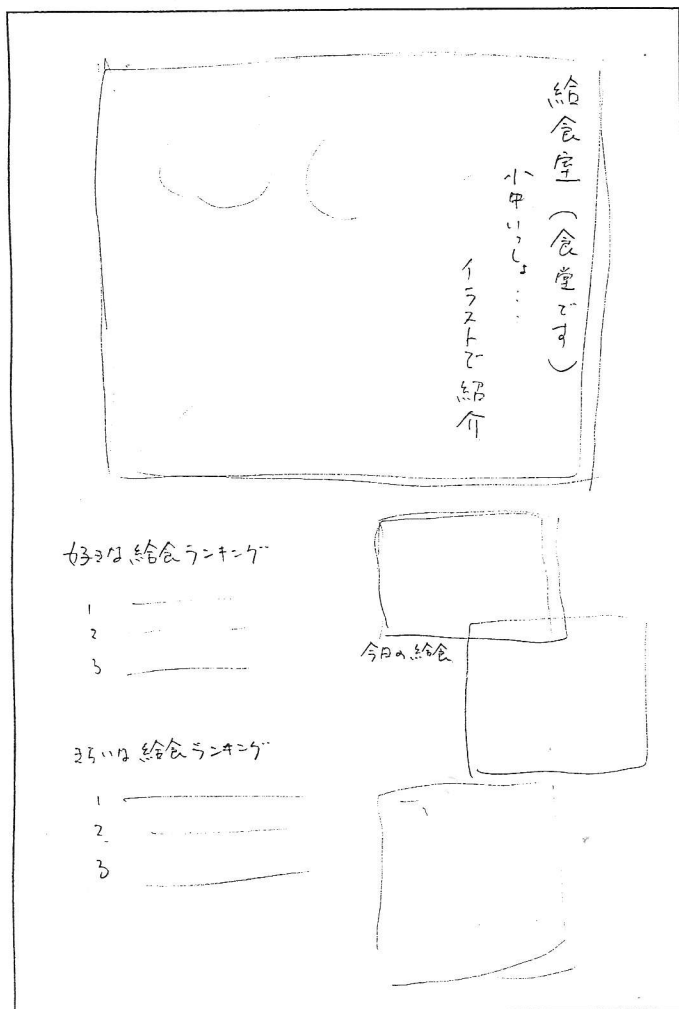 給食室(食堂です)
小中いっしょ・・・
イラストで紹介
好きな給食ランキング
1
2
3
今日の給食
きらいな給食ランキング
1
2
3